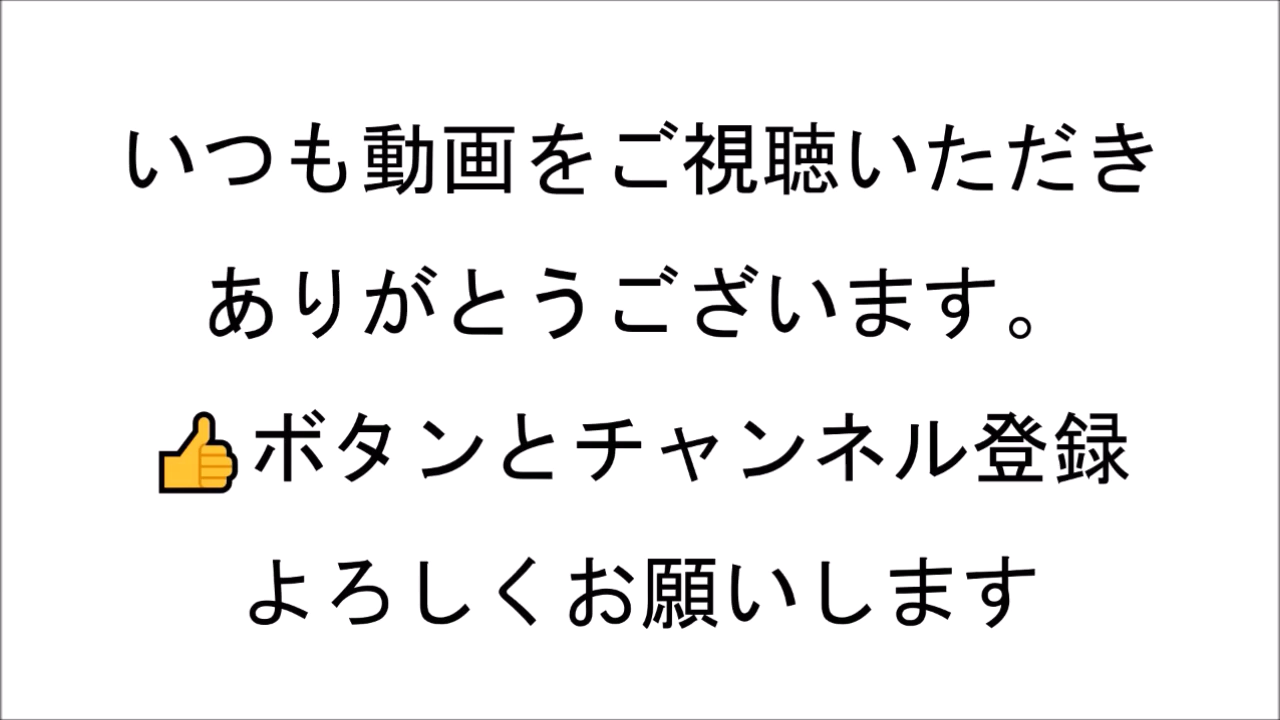 いつも動画をご視聴いただき
ありがとうございます。
👍ボタンとチャンネル登録
よろしくお願いします